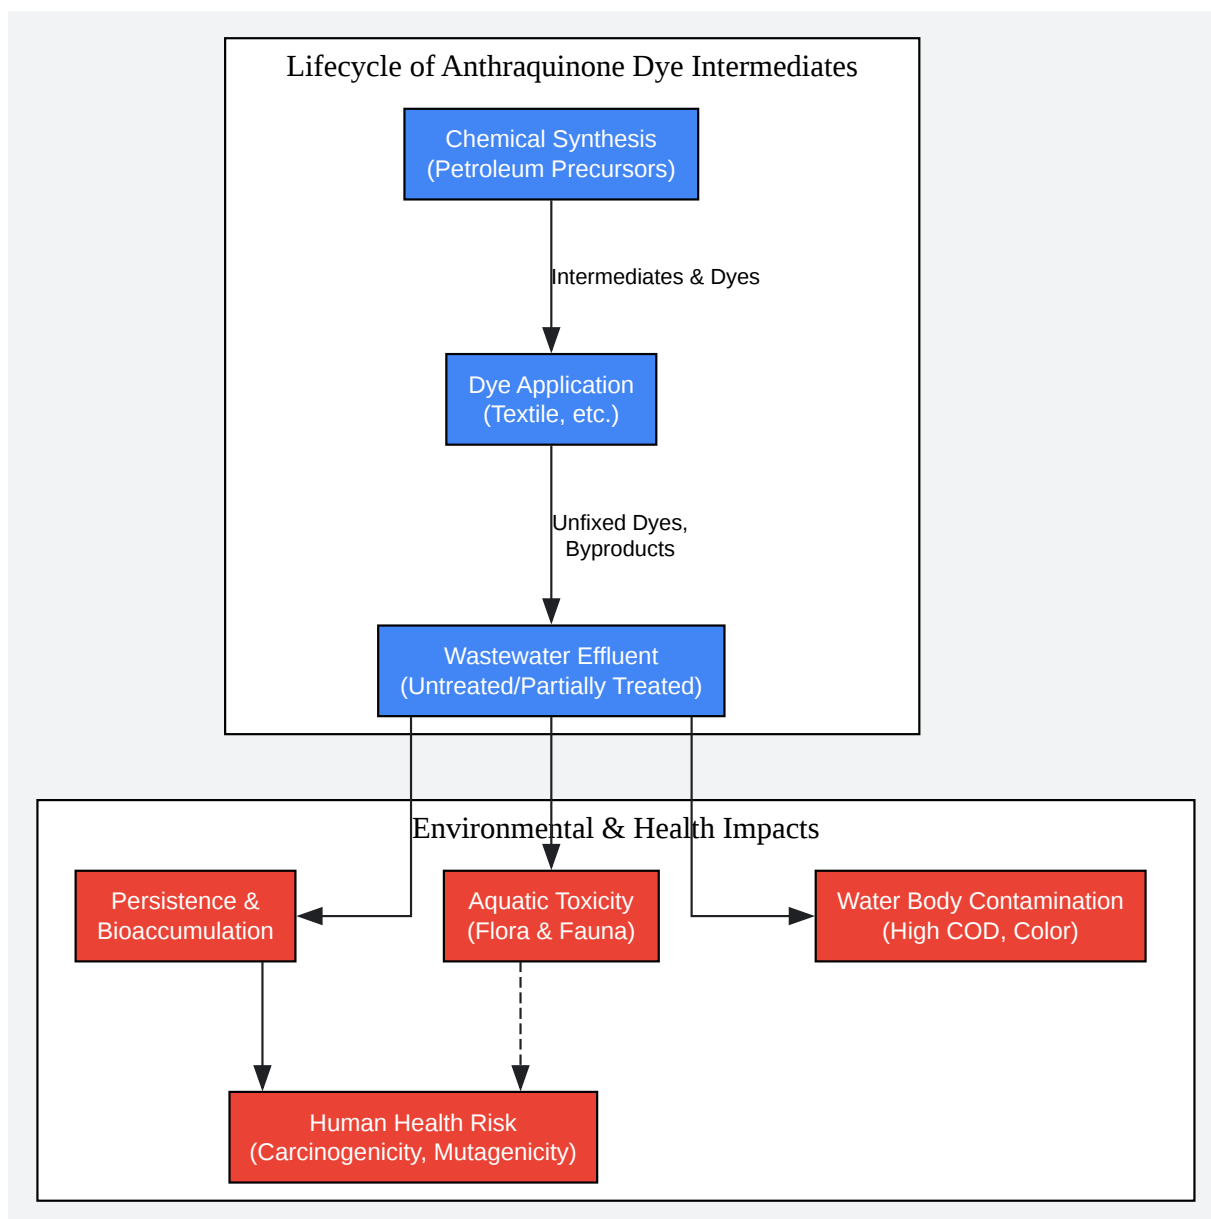 Lifecycle of Anthraquinone Dye Intermediates
Chemical Synthesis
(Petroleum Precursors)
Intermediates & Dyes
Dye Application
(Textile, etc.)
Unfixed Dyes,
Byproducts
Wastewater Effluent
(Untreated/Partially Treated)
Environmental & Health Impacts
Persistence &
Bioaccumulation
Aquatic Toxicity
(Flora & Fauna)
Water Body Contamination
(High COD, Color)
Human Health Risk
(Carcinogenicity, Mutagenicity)